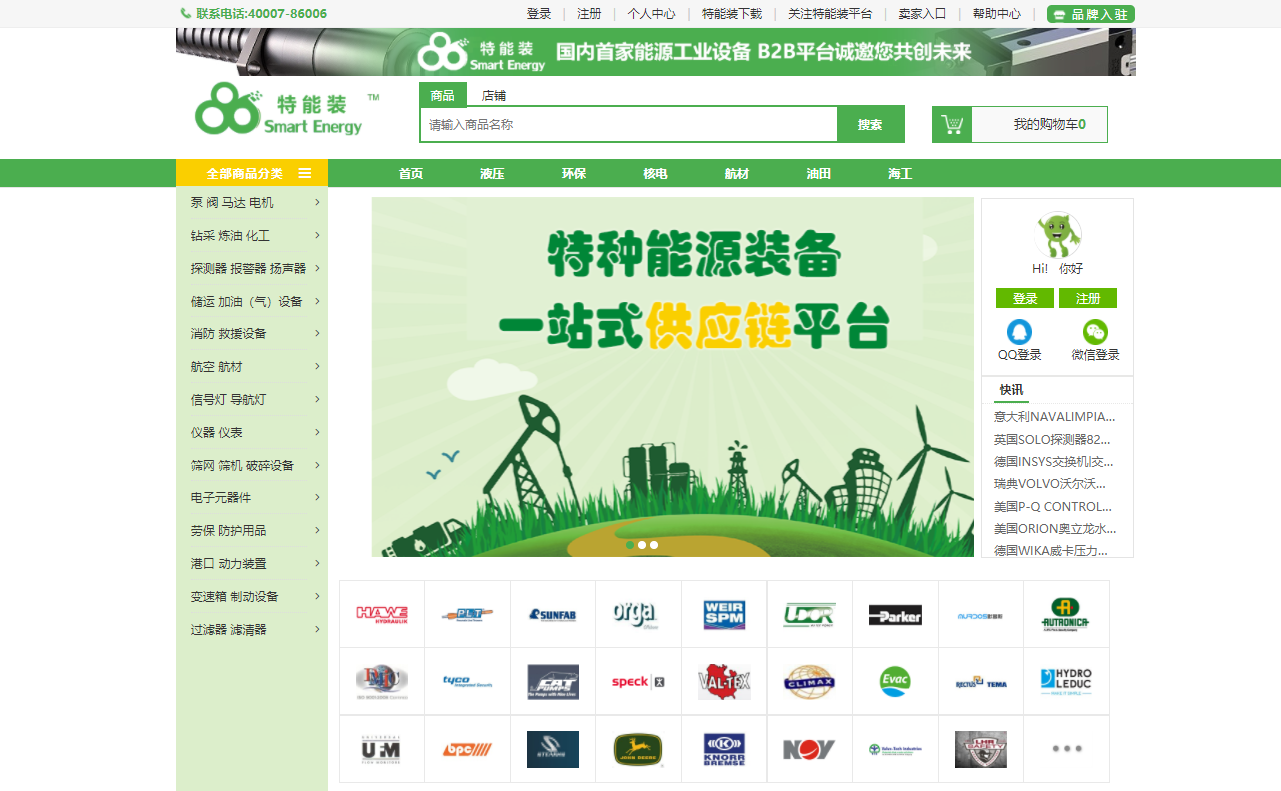 联系电话:40007-86006
登录 | 注册 | 个人中心 | 特能装下载 | 关注特能装平台 | 卖家入口 | 帮助中心 | 品牌入驻
特能装 Smart Energy 国内首家能源工业设备 B2B平台诚邀您共创未来
特能装 TM
Smart Energy
商品 店铺
请输入商品名称 搜索
我的购物车0
全部商品分类
首页 液压 环保 核电 航材 油田 海工
泵 阀 马达 电机
钻采 炼油 化工
探测器 报警器 扬声器
储运 加油（气）设备
消防 救援设备
航空 航材
信号灯 导航灯
仪器 仪表
筛网 筛机 破碎设备
电子元器件
劳保 防护用品
港口 动力装置
变速箱 制动设备
过滤器 滤清器
特种能源装备
一站式供应链平台
Hi! 你好
登录 注册
QQ登录 微信登录
快讯
意大利NAVALIMPIA...
英国SOLO探测器82...
德国INSYS交换机|交...
瑞典VOLVO沃尔沃...
美国P-Q CONTROL...
美国ORION奥立龙水...
德国WIKA威卡压力...
HAWE HYDRAULIK
PLT
SUNFAB
orga
WEIR SPM
UDOR
Parker
AUTRONICA
tyco
CAT PUMPS
speck
VAL-TEX
CLIMAX
Evac
RECTUS TEMA
HYDRO LEDUC
UFM
bpc
STEARNS
JOHN DEERE
KNORR BREMSE
NOV
LHR SAFETY